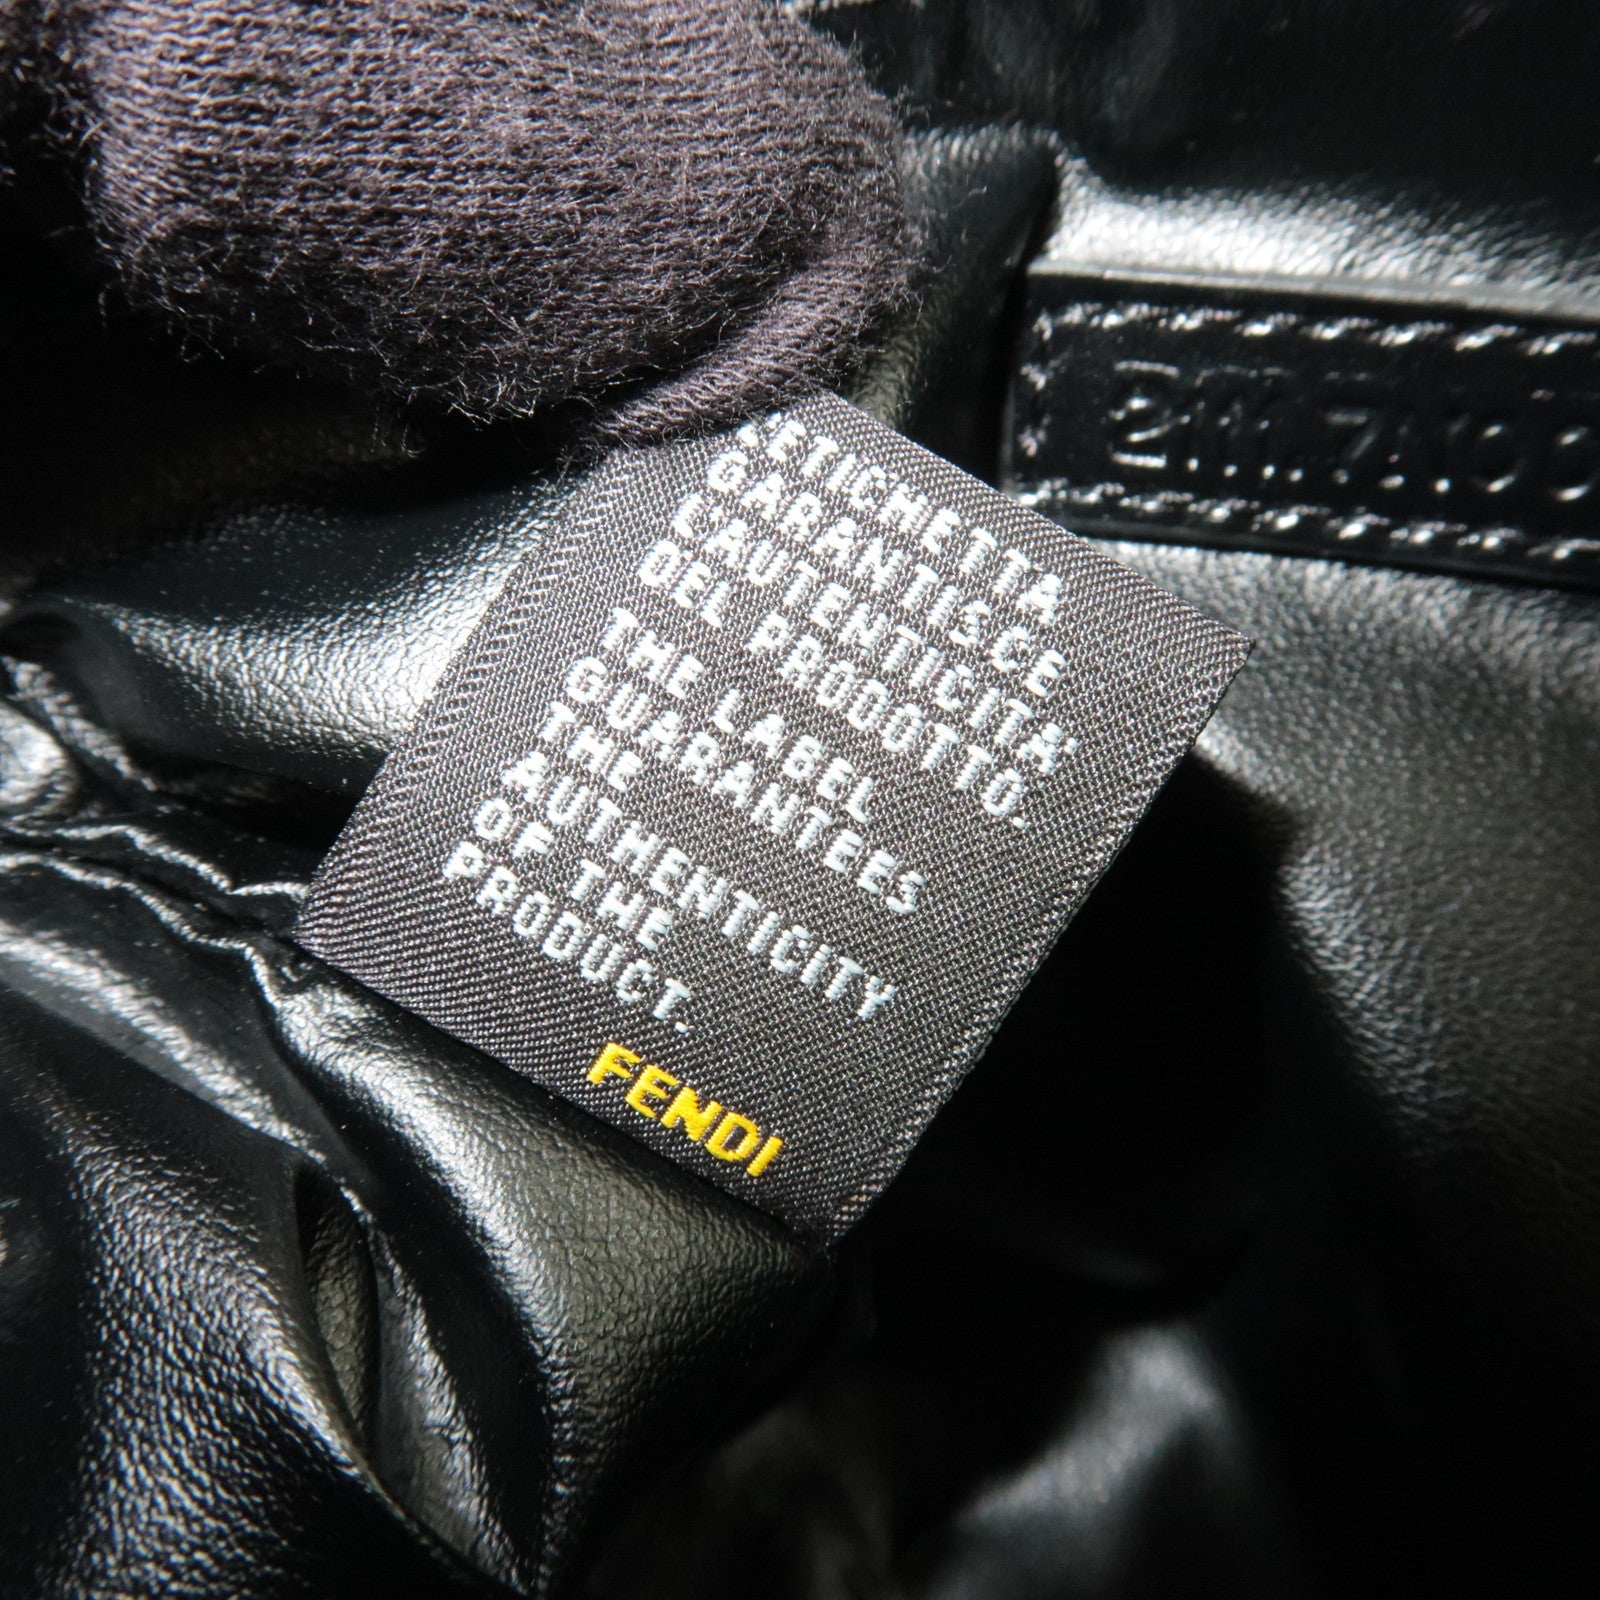 L'ETICHETTA
GARANTISCE
L'AUTENTICITA'
DEL PRODOTTO.
THE LABEL
GUARANTEES
THE
AUTHENTICITY
OF THE
PRODUCT.
FENDI